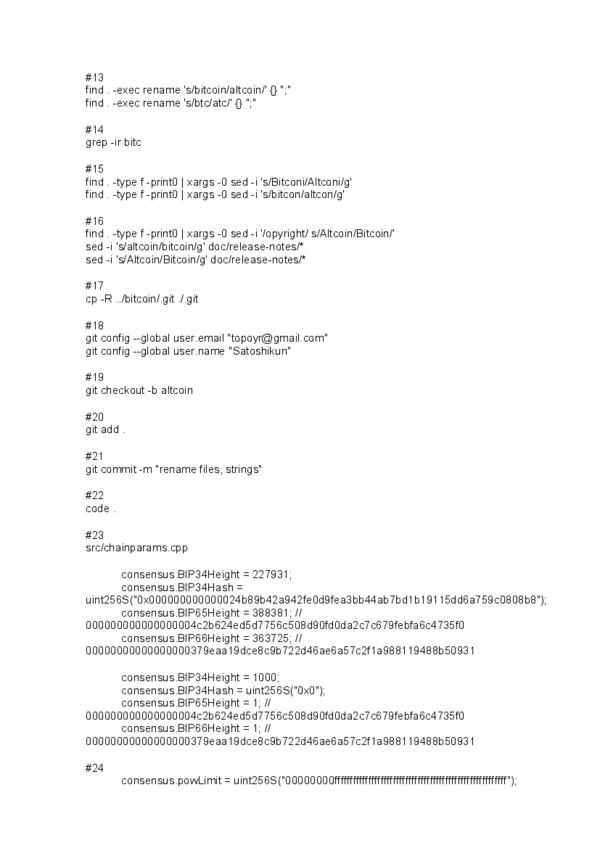 #13
find . -exec rename 's/bitcoin/altcoin/' {} ";"
find . -exec rename 's/btc/atc/' {} ";"
#14
grep -ir bitc
#15
find . -type f -print0 | xargs -0 sed -i 's/Bitconi/Altconi/g'
find . -type f -print0 | xargs -0 sed -i 's/bitcon/altcon/g'
#16
find . -type f -print0 | xargs -0 sed -i '/opyright/ s/Altcoin/Bitcoin/'
sed -i 's/altcoin/bitcoin/g' doc/release-notes/*
sed -i 's/Altcoin/Bitcoin/g' doc/release-notes/*
#17
cp -R ../bitcoin/.git ./.git
#18
git config --global user.email "topoyr@gmail.com"
git config --global user.name "Satoshikun"
#19
git checkout -b altcoin
#20
git add .
#21
git commit -m "rename files, strings"
#22
code .
#23
src/chainparams.cpp
consensus.BIP34Height = 227931;
consensus.BIP34Hash =
uint256S("0x000000000000024b89b42a942fe0d9fea3bb44ab7bd1b19115dd6a759c0808b8");
consensus.BIP65Height = 388381; //
000000000000000004c2b624ed5d7756c508d90fd0da2c7c679febfa6c4735f0
consensus.BIP66Height = 363725; //
00000000000000000379eaa19dce8c9b722d46ae6a57c2f1a988119488b50931
consensus.BIP34Height = 1000;
consensus.BIP34Hash = uint256S("0x0");
consensus.BIP65Height = 1; //
000000000000000004c2b624ed5d7756c508d90fd0da2c7c679febfa6c4735f0
consensus.BIP66Height = 1; //
00000000000000000379eaa19dce8c9b722d46ae6a57c2f1a988119488b50931
#24
consensus.powLimit = uint256S("00000000ffffffffffffffffffffffffffffffffffffffffffffffffffffffff");